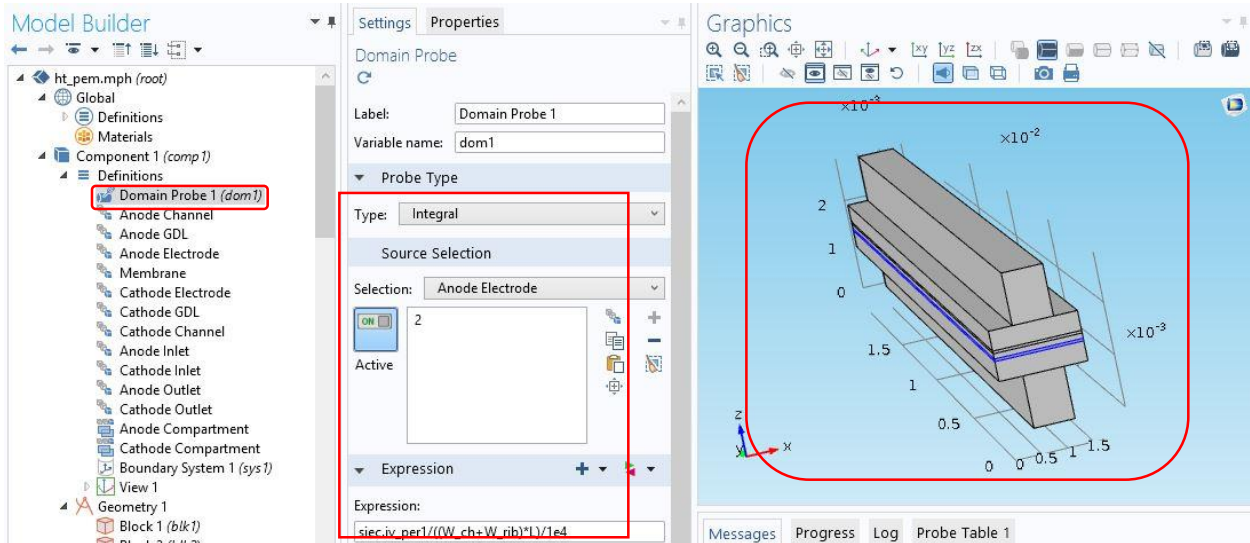 Model Builder
ht_pem.mph (root)
Global
Definitions
Materials
Component 1 (comp1)
Definitions
Domain Probe 1 (dom1)
Anode Channel
Anode GDL
Anode Electrode
Membrane
Cathode Electrode
Cathode GDL
Cathode Channel
Anode Inlet
Cathode Inlet
Anode Outlet
Cathode Outlet
Anode Compartment
Cathode Compartment
Boundary System 1 (sys1)
View 1
Geometry 1
Block 1 (blk1)
Settings Properties
Domain Probe
Label: Domain Probe 1
Variable name: dom1
Probe Type
Type: Integral
Source Selection
Selection: Anode Electrode
ON
2
Active
Expression
Expression:
siec.iv_per1/((W_ch+W_rib)*L)/1e4
Graphics
xy yz zx
×10⁻³
×10⁻²
2
1
0
×10⁻³
1.5
1
0.5
0
0 0.5 1 1.5
z
y x
Messages Progress Log Probe Table 1